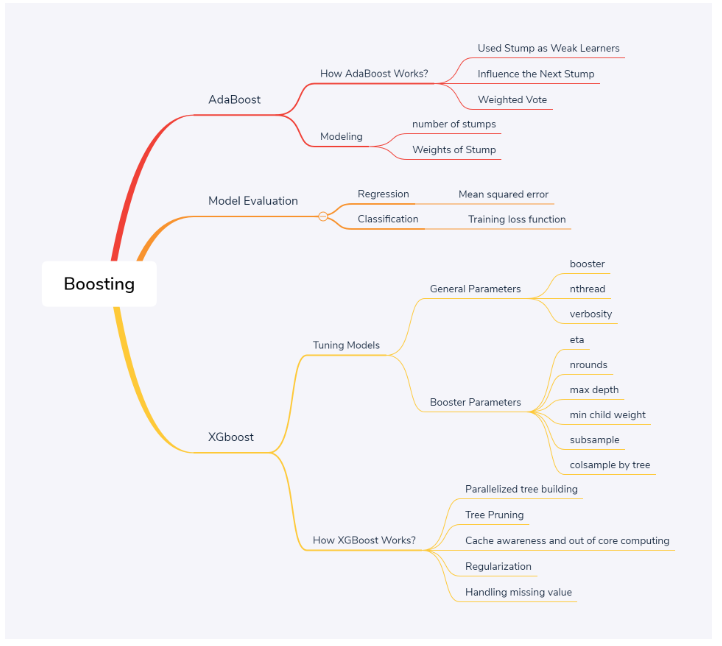 Boosting
AdaBoost
How AdaBoost Works?
Used Stump as Weak Learners
Influence the Next Stump
Weighted Vote
Modeling
number of stumps
Weights of Stump
Model Evaluation
Regression
Mean squared error
Classification
Training loss function
XGboost
Tuning Models
General Parameters
booster
nthread
verbosity
Booster Parameters
eta
nrounds
max depth
min child weight
subsample
colsample by tree
How XGBoost Works?
Parallelized tree building
Tree Pruning
Cache awareness and out of core computing
Regularization
Handling missing value